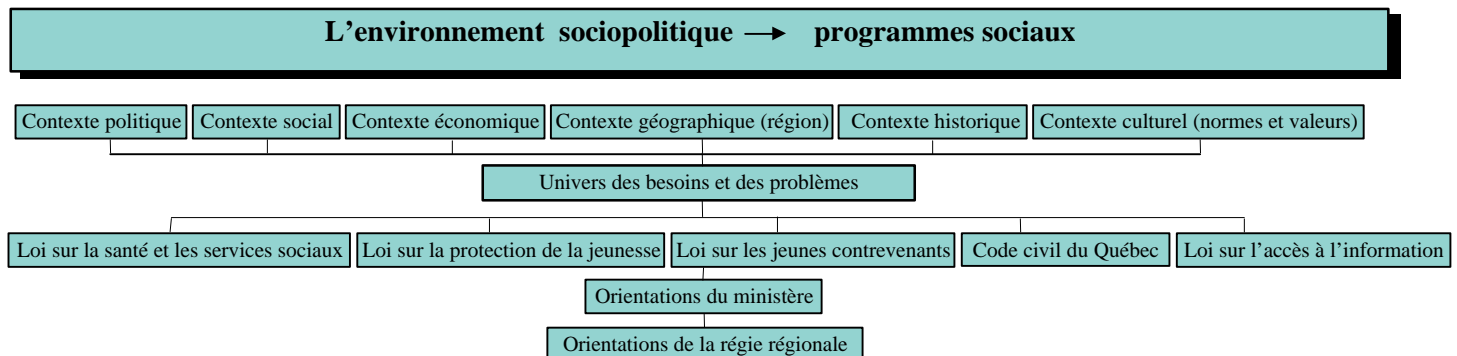 L'environnement sociopolitique → programmes sociaux
Contexte politique
Contexte social
Contexte économique
Contexte géographique (région)
Contexte historique
Contexte culturel (normes et valeurs)
Univers des besoins et des problèmes
Loi sur la santé et les services sociaux
Loi sur la protection de la jeunesse
Loi sur les jeunes contrevenants
Code civil du Québec
Loi sur l'accès à l'information
Orientations du ministère
Orientations de la régie régionale